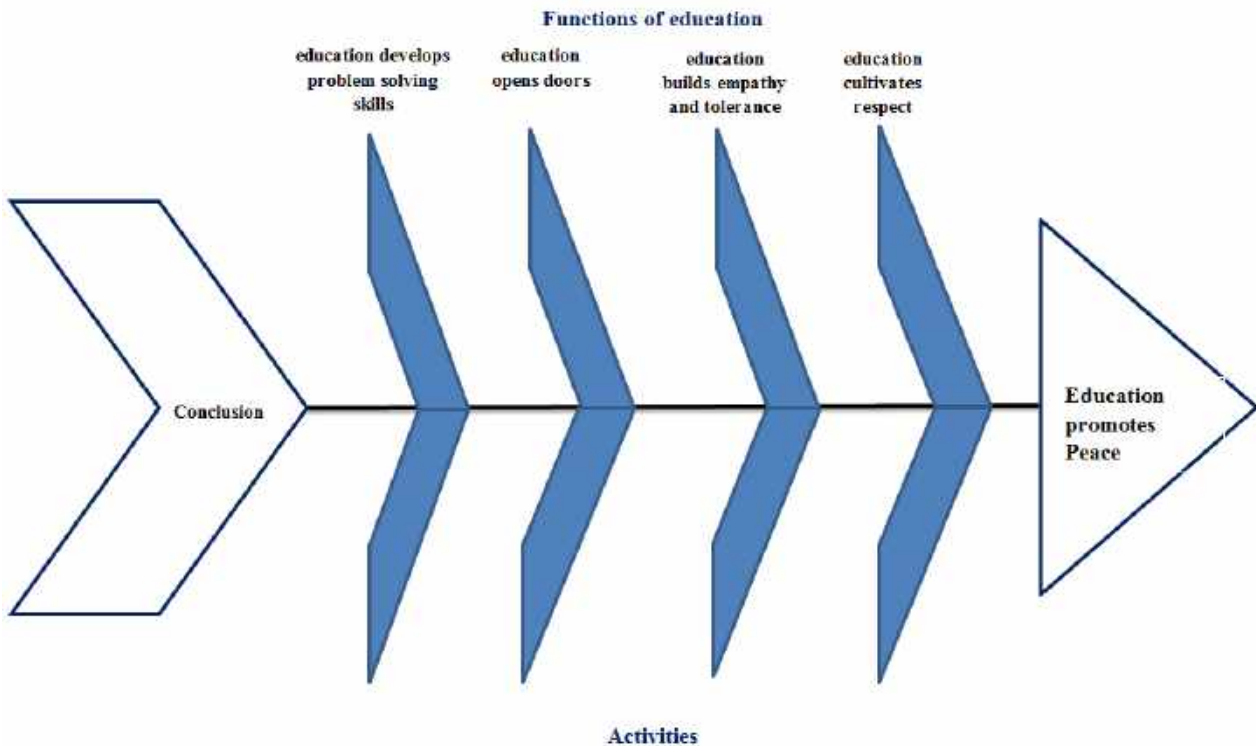 Functions of education
education develops
problem solving
skills
education
opens doors
education
builds empathy
and tolerance
education
cultivates
respect
Conclusion
Education
promotes
Peace
Activities